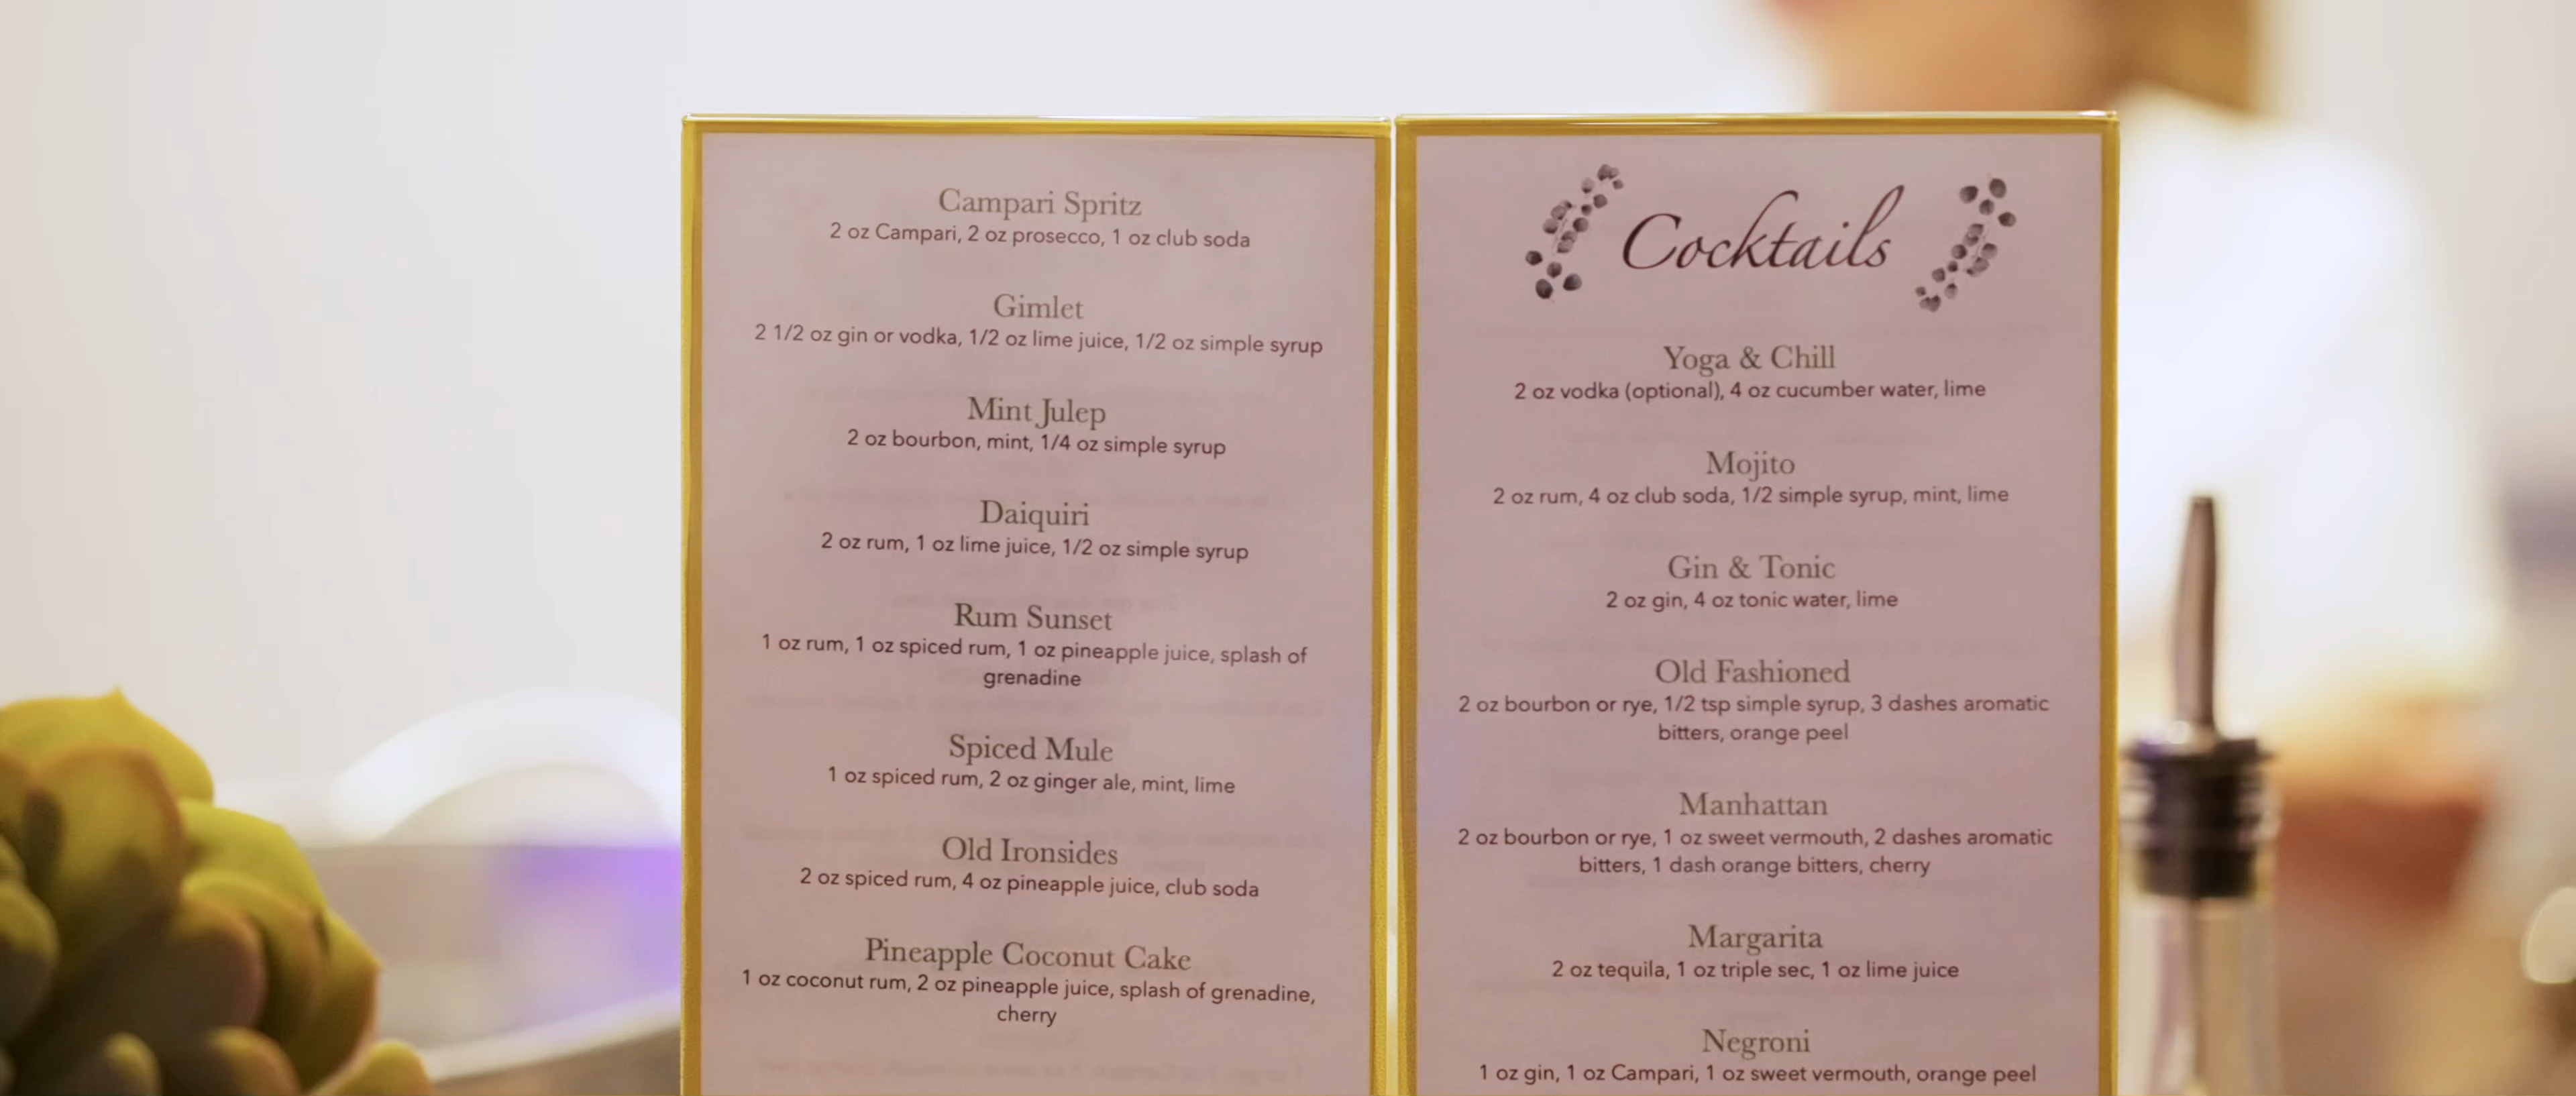 Campari Spritz
2 oz Campari, 2 oz prosecco, 1 oz club soda
Gimlet
2 1/2 oz gin or vodka, 1/2 oz lime juice, 1/2 oz simple syrup
Mint Julep
2 oz bourbon, mint, 1/4 oz simple syrup
Daiquiri
2 oz rum, 1 oz lime juice, 1/2 oz simple syrup
Rum Sunset
1 oz rum, 1 oz spiced rum, 1 oz pineapple juice, splash of
grenadine
Spiced Mule
1 oz spiced rum, 2 oz ginger ale, mint, lime
Old Ironsides
2 oz spiced rum, 4 oz pineapple juice, club soda
Pineapple Coconut Cake
1 oz coconut rum, 2 oz pineapple juice, splash of grenadine,
cherry
Cocktails
Yoga & Chill
2 oz vodka (optional), 4 oz cucumber water, lime
Mojito
2 oz rum, 4 oz club soda, 1/2 simple syrup, mint, lime
Gin & Tonic
2 oz gin, 4 oz tonic water, lime
Old Fashioned
2 oz bourbon or rye, 1/2 tsp simple syrup, 3 dashes aromatic
bitters, orange peel
Manhattan
2 oz bourbon or rye, 1 oz sweet vermouth, 2 dashes aromatic
bitters, 1 dash orange bitters, cherry
Margarita
2 oz tequila, 1 oz triple sec, 1 oz lime juice
Negroni
1 oz gin, 1 oz Campari, 1 oz sweet vermouth, orange peel